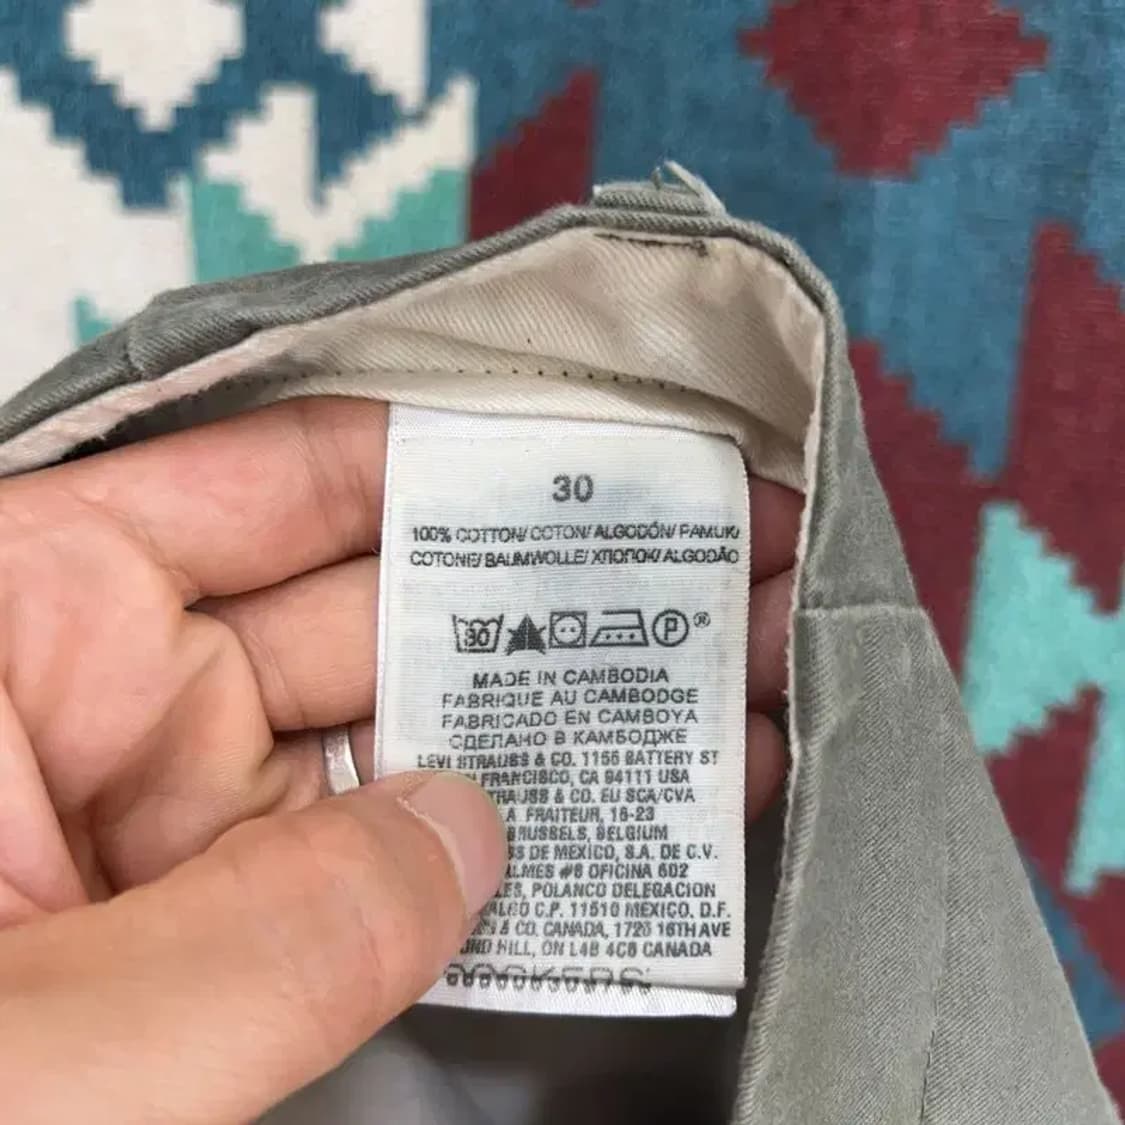 30
100% COTTON/ COTON/ ALGODÓN/ PAMUK/
COTONE/ BAUMWOLLE/ ХЛОПОК/ ALGODÃO
30 P ®
MADE IN CAMBODIA
FABRIQUE AU CAMBODGE
FABRICADO EN CAMBOYA
СДЕЛАНО В КАМБОДЖЕ
LEVI STRAUSS & CO. 1155 BATTERY ST
FRANCISCO, CA 94111 USA
& CO. EU SCA/CVA
FRAITEUR, 15-23
BRUSSELS, BELGIUM
DE MEXICO, S.A. DE C.V.
#6 OFICINA 602
POLANCO DELEGACION
C.P. 11510 MEXICO, D.F.
& CO. CANADA, 1725 16TH AVE
HILL, ON L4B 4C6 CANADA